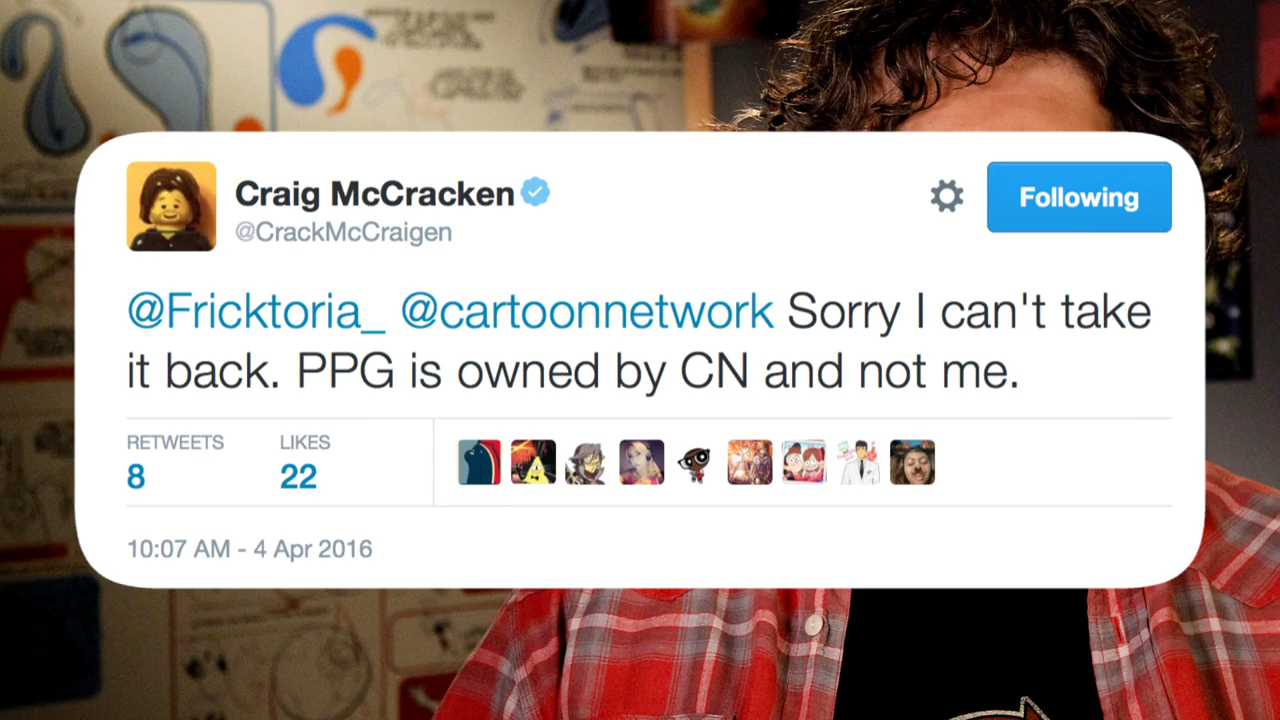 Craig McCracken
@CrackMcCraigen
Following
@Fricktoria_ @cartoonnetwork Sorry I can't take
it back. PPG is owned by CN and not me.
RETWEETS LIKES
8 22
10:07 AM - 4 Apr 2016